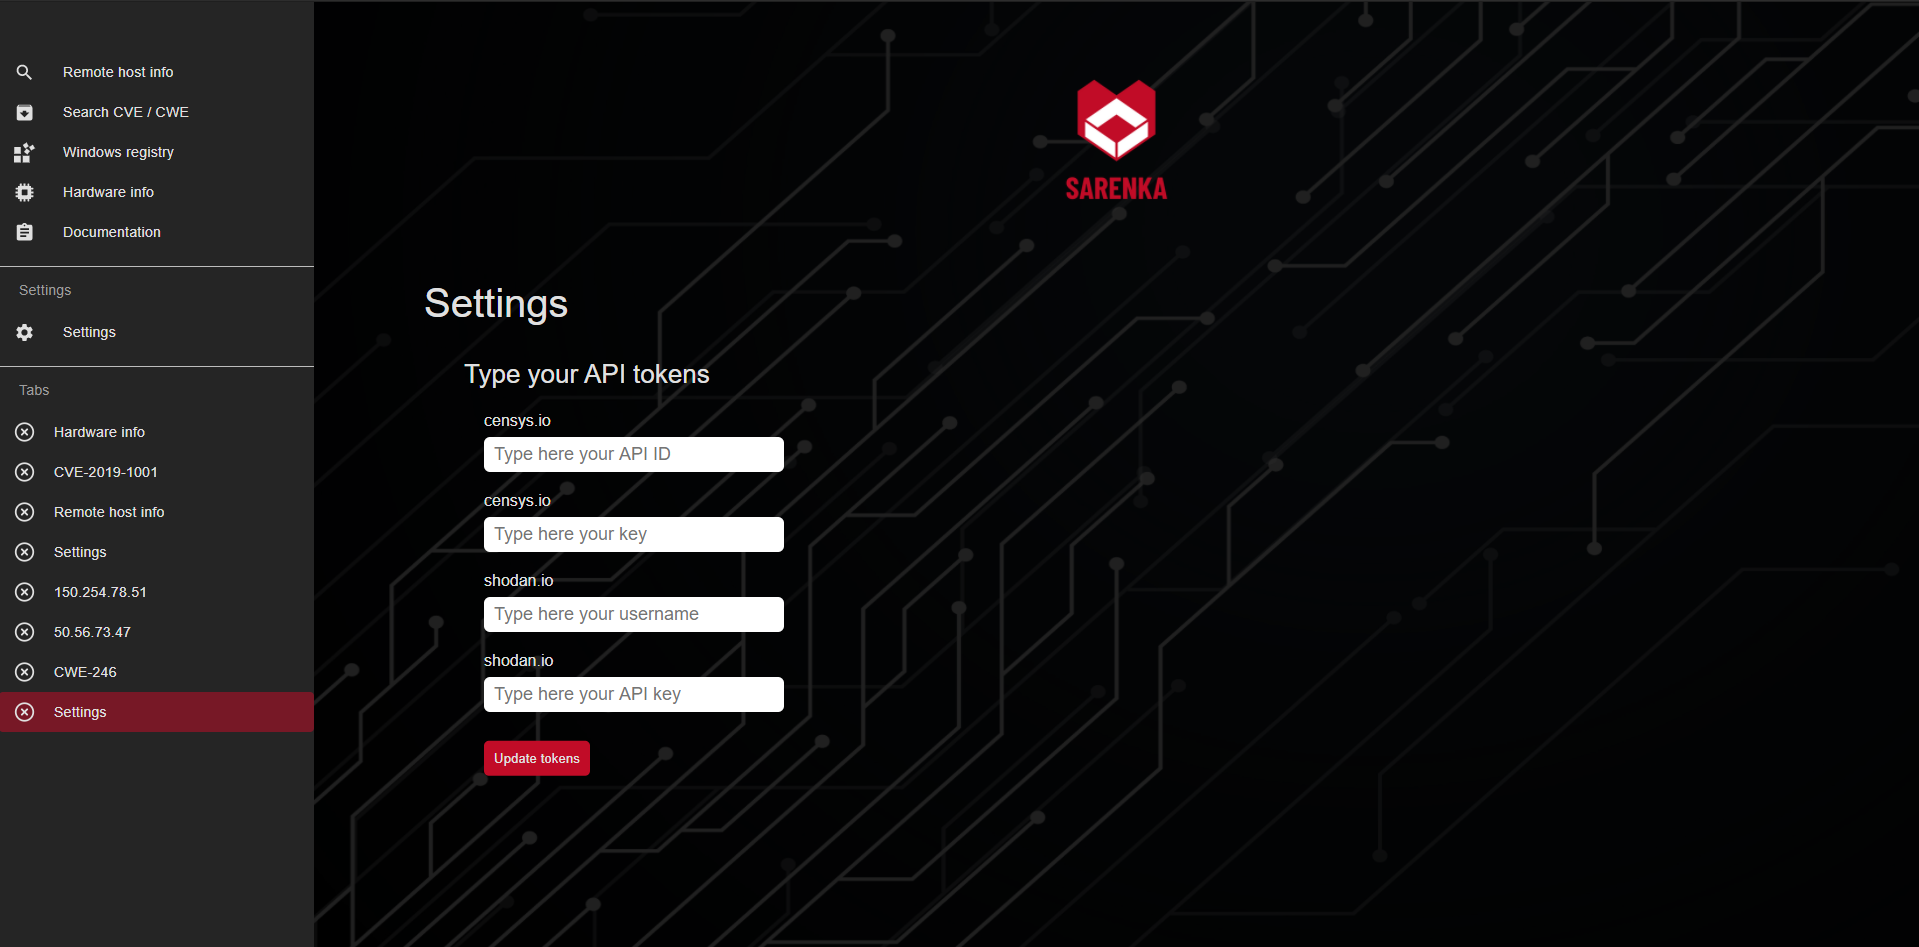 Remote host info
Search CVE / CWE
Windows registry
Hardware info
Documentation
Settings
Settings
Tabs
Hardware info
CVE-2019-1001
Remote host info
Settings
150.254.78.51
50.56.73.47
CWE-246
Settings
SARENKA
Settings
Type your API tokens
censys.io
Type here your API ID
censys.io
Type here your key
shodan.io
Type here your username
shodan.io
Type here your API key
Update tokens